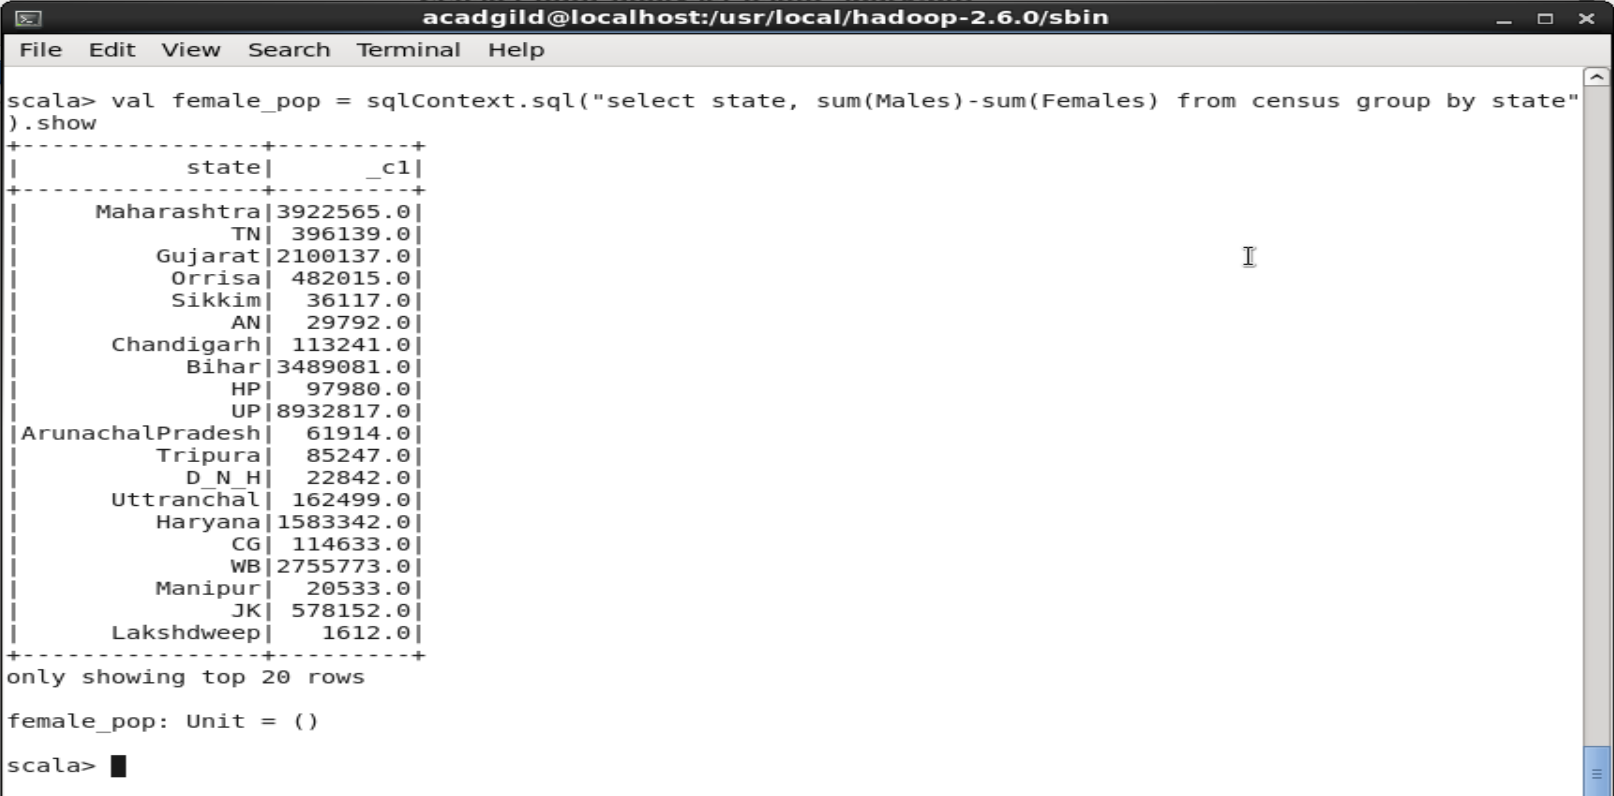 acadgild@localhost:/usr/local/hadoop-2.6.0/sbin
File Edit View Search Terminal Help
scala> val female_pop = sqlContext.sql("select state, sum(Males)-sum(Females) from census group by state"
).show
+----------------+---------+
|           state|      _c1|
+----------------+---------+
|     Maharashtra|3922565.0|
|              TN| 396139.0|
|         Gujarat|2100137.0|
|          Orrisa| 482015.0|
|          Sikkim|  36117.0|
|              AN|  29792.0|
|      Chandigarh| 113241.0|
|           Bihar|3489081.0|
|              HP|  97980.0|
|              UP|8932817.0|
|ArunachalPradesh|  61914.0|
|         Tripura|  85247.0|
|           D_N_H|  22842.0|
|      Uttranchal| 162499.0|
|         Haryana|1583342.0|
|              CG| 114633.0|
|              WB|2755773.0|
|         Manipur|  20533.0|
|              JK| 578152.0|
|      Lakshdweep|   1612.0|
+----------------+---------+
only showing top 20 rows
female_pop: Unit = ()
scala>